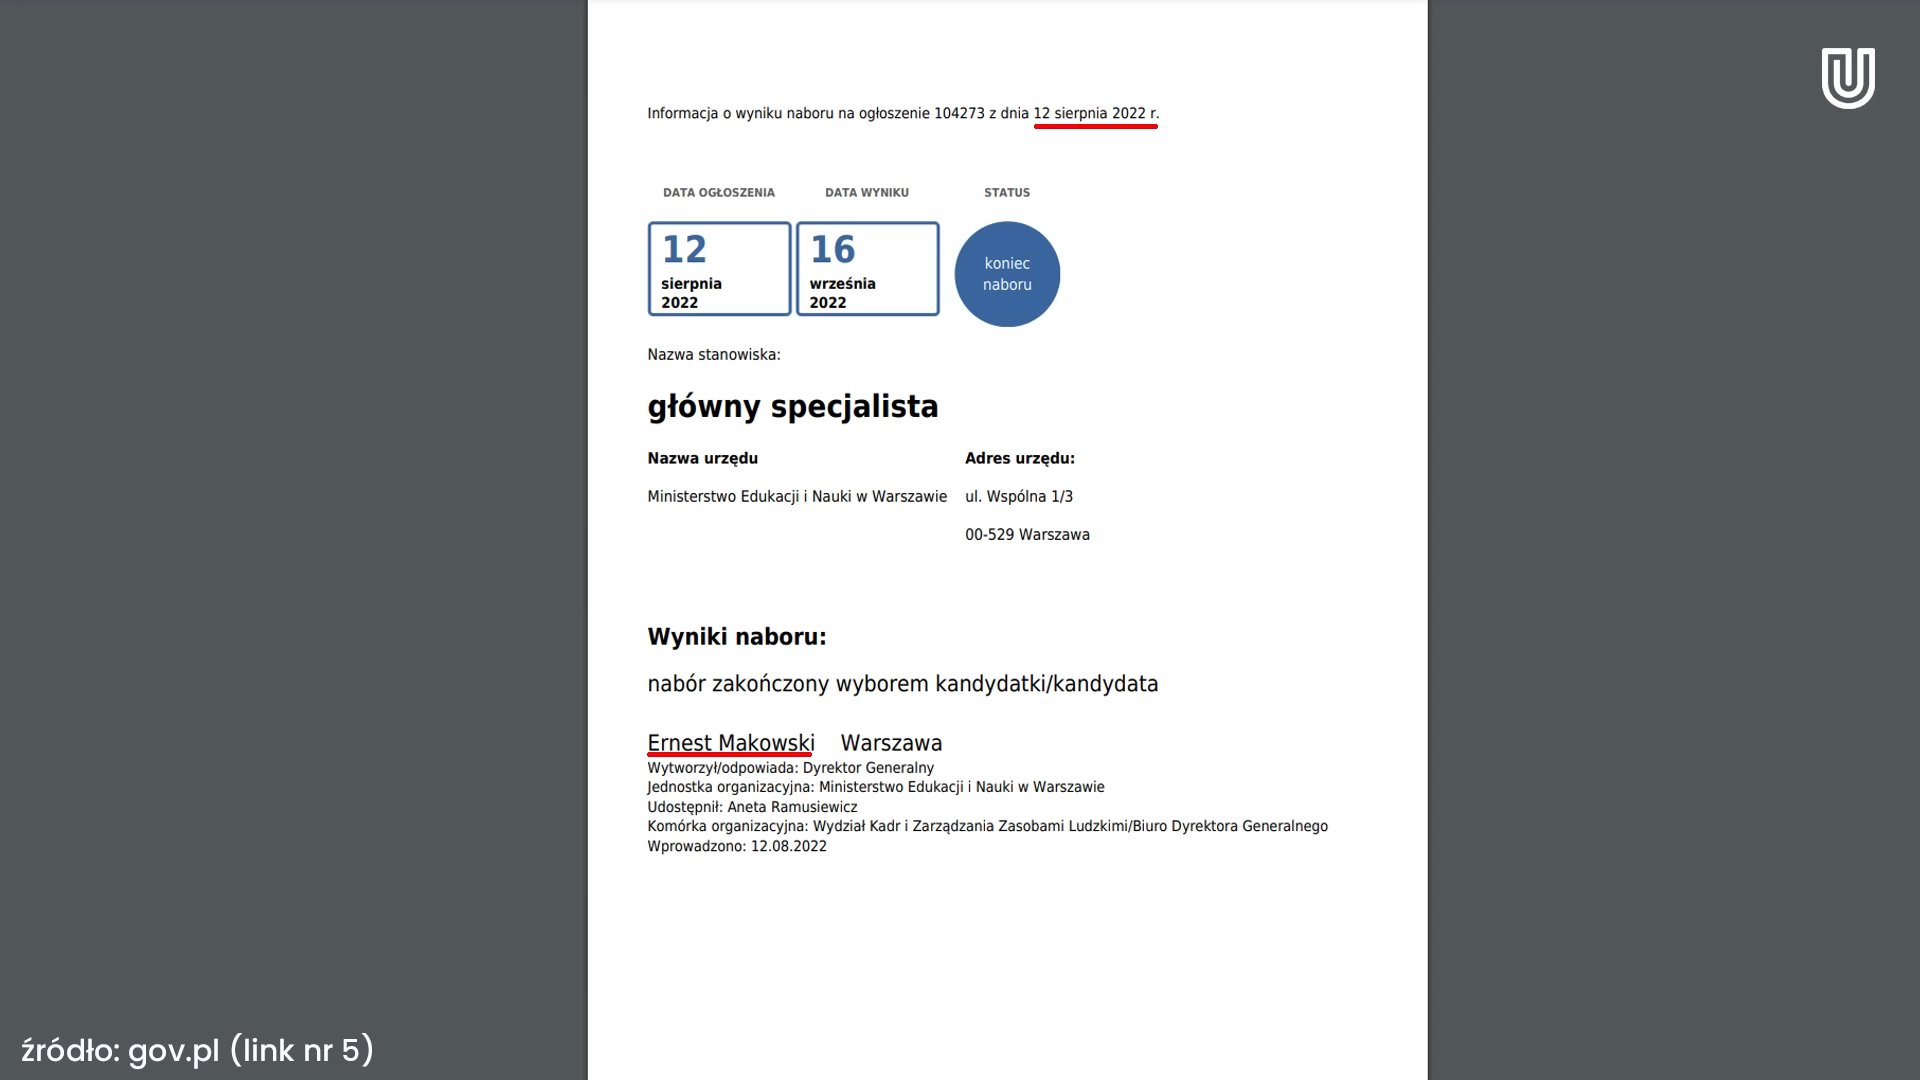 Informacja o wyniku naboru na ogłoszenie 104273 z dnia 12 sierpnia 2022 r.
DATA OGŁOSZENIA DATA WYNIKU STATUS
12 16
sierpnia września
2022 2022
koniec
naboru
Nazwa stanowiska:
główny specjalista
Nazwa urzędu Adres urzędu:
Ministerstwo Edukacji i Nauki w Warszawie ul. Wspólna 1/3
00-529 Warszawa
Wyniki naboru:
nabór zakończony wyborem kandydatki/kandydata
Ernest Makowski Warszawa
Wytworzył/odpowiada: Dyrektor Generalny
Jednostka organizacyjna: Ministerstwo Edukacji i Nauki w Warszawie
Udostępnił: Aneta Ramusiewicz
Komórka organizacyjna: Wydział Kadr i Zarządzania Zasobami Ludzkimi/Biuro Dyrektora Generalnego
Wprowadzono: 12.08.2022
źródło: gov.pl (link nr 5)